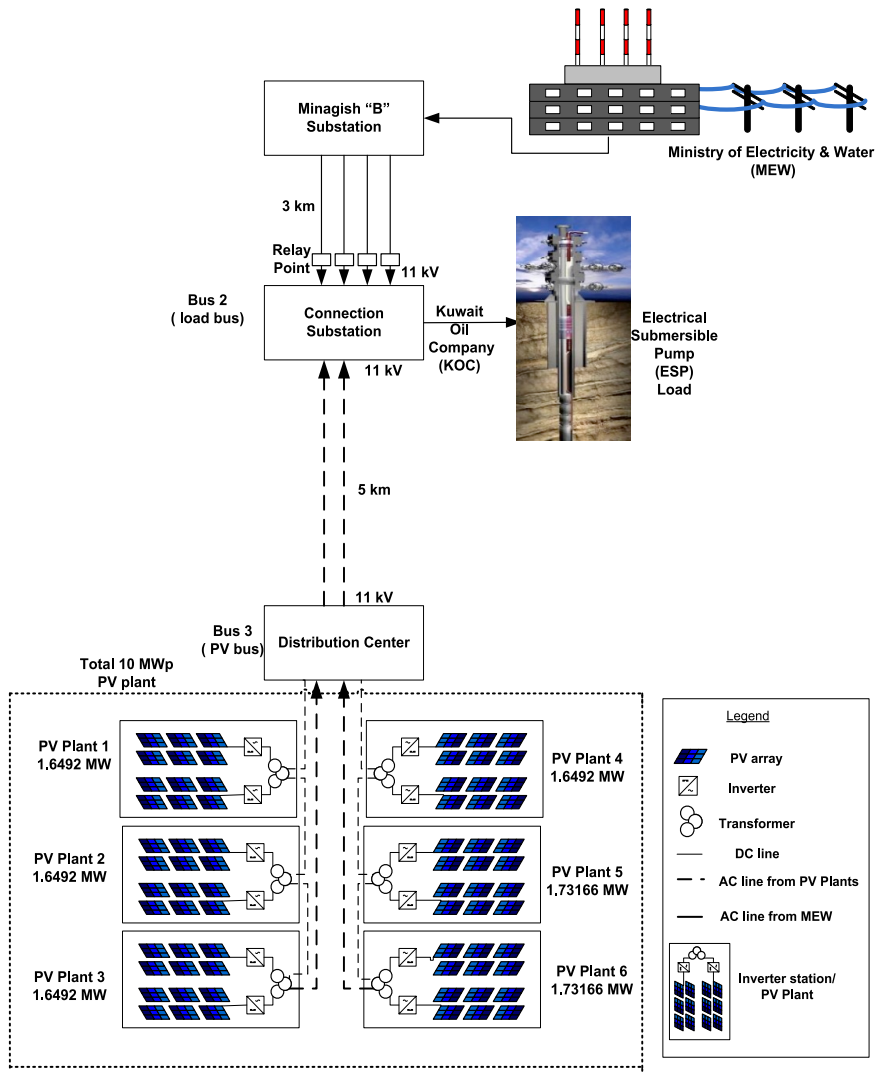 Minagish “B”
Substation
Ministry of Electricity & Water
(MEW)
3 km
Relay
Point
11 kV
Bus 2
( load bus)
Connection
Substation
Kuwait
Oil
Company
(KOC)
Electrical
Submersible
Pump
(ESP)
Load
11 kV
5 km
11 kV
Bus 3
( PV bus)
Distribution Center
Total 10 MWp
PV plant
PV Plant 1
1.6492 MW
PV Plant 4
1.6492 MW
PV Plant 2
1.6492 MW
PV Plant 5
1.73166 MW
PV Plant 3
1.6492 MW
PV Plant 6
1.73166 MW
Legend
PV array
Inverter
Transformer
DC line
AC line from PV Plants
AC line from MEW
Inverter station/
PV Plant